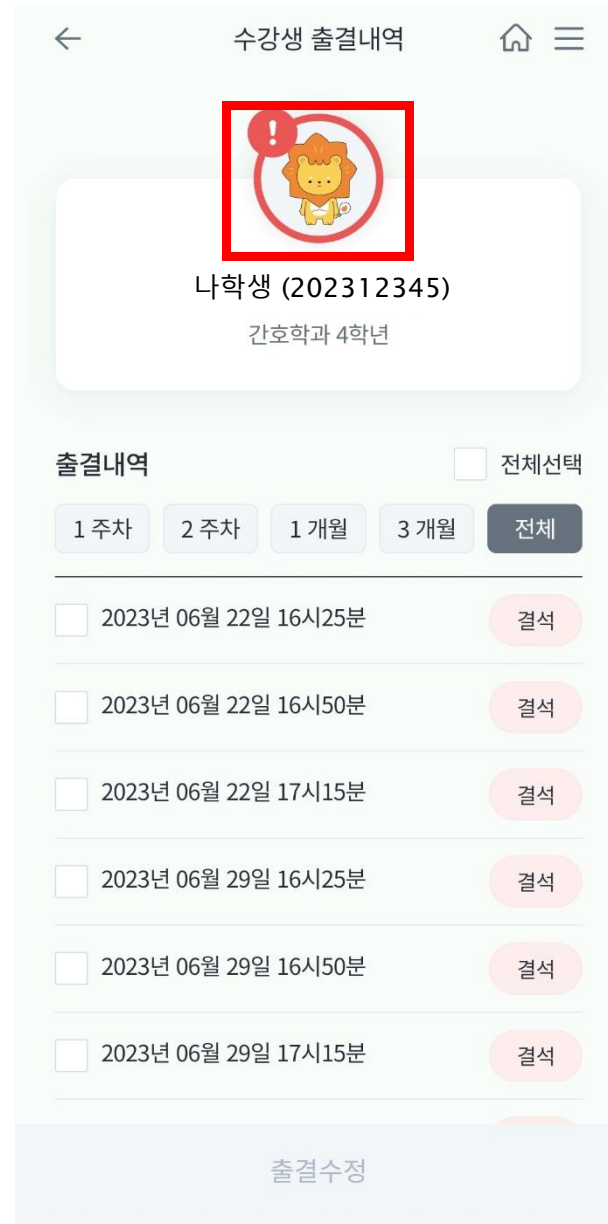 수강생 출결내역
!
나학생 (202312345)
간호학과 4학년
출결내역
전체선택
1 주차 2 주차 1 개월 3 개월 전체
2023년 06월 22일 16시25분 결석
2023년 06월 22일 16시50분 결석
2023년 06월 22일 17시15분 결석
2023년 06월 29일 16시25분 결석
2023년 06월 29일 16시50분 결석
2023년 06월 29일 17시15분 결석
출결수정